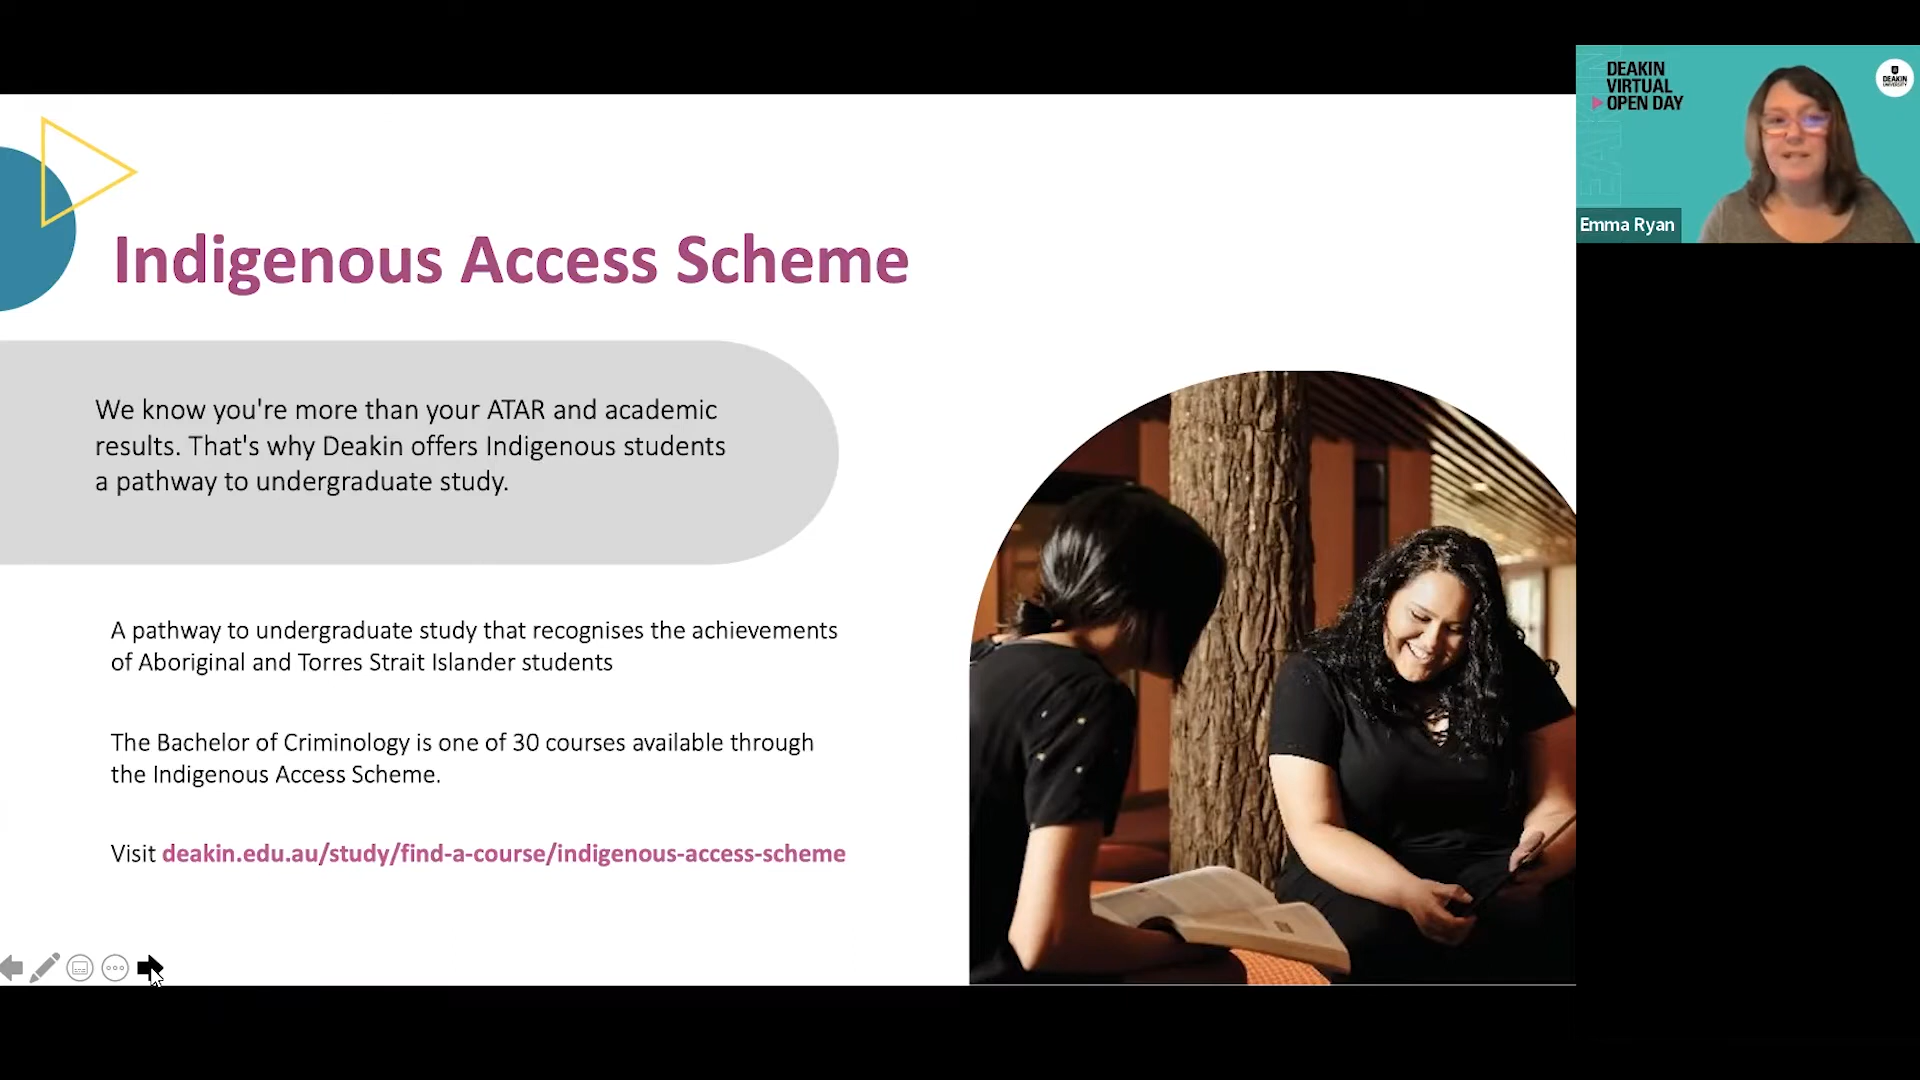 Indigenous Access Scheme
We know you're more than your ATAR and academic
results. That's why Deakin offers Indigenous students
a pathway to undergraduate study.
A pathway to undergraduate study that recognises the achievements
of Aboriginal and Torres Strait Islander students
The Bachelor of Criminology is one of 30 courses available through
the Indigenous Access Scheme.
Visit deakin.edu.au/study/find-a-course/indigenous-access-scheme
DEAKIN
VIRTUAL
OPEN DAY
DEAKIN
UNIVERSITY
Emma Ryan